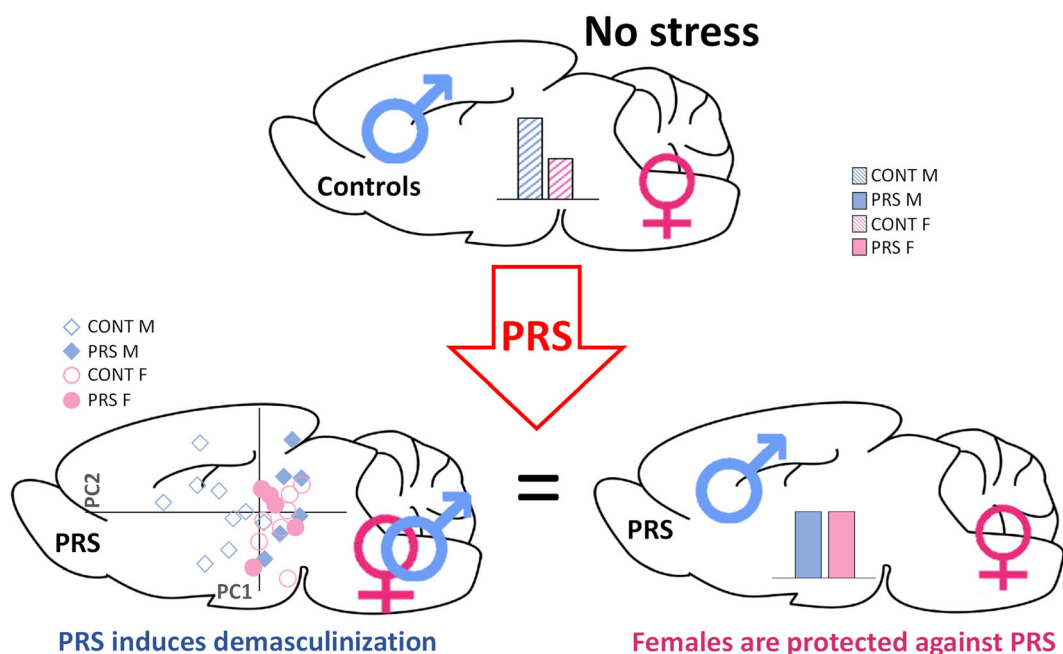 No stress
Controls
CONT M
PRS M
CONT F
PRS F
PRS
CONT M
PRS M
CONT F
PRS F
PC2
PRS
PC1
=
PRS
PRS induces demasculinization
Females are protected against PRS